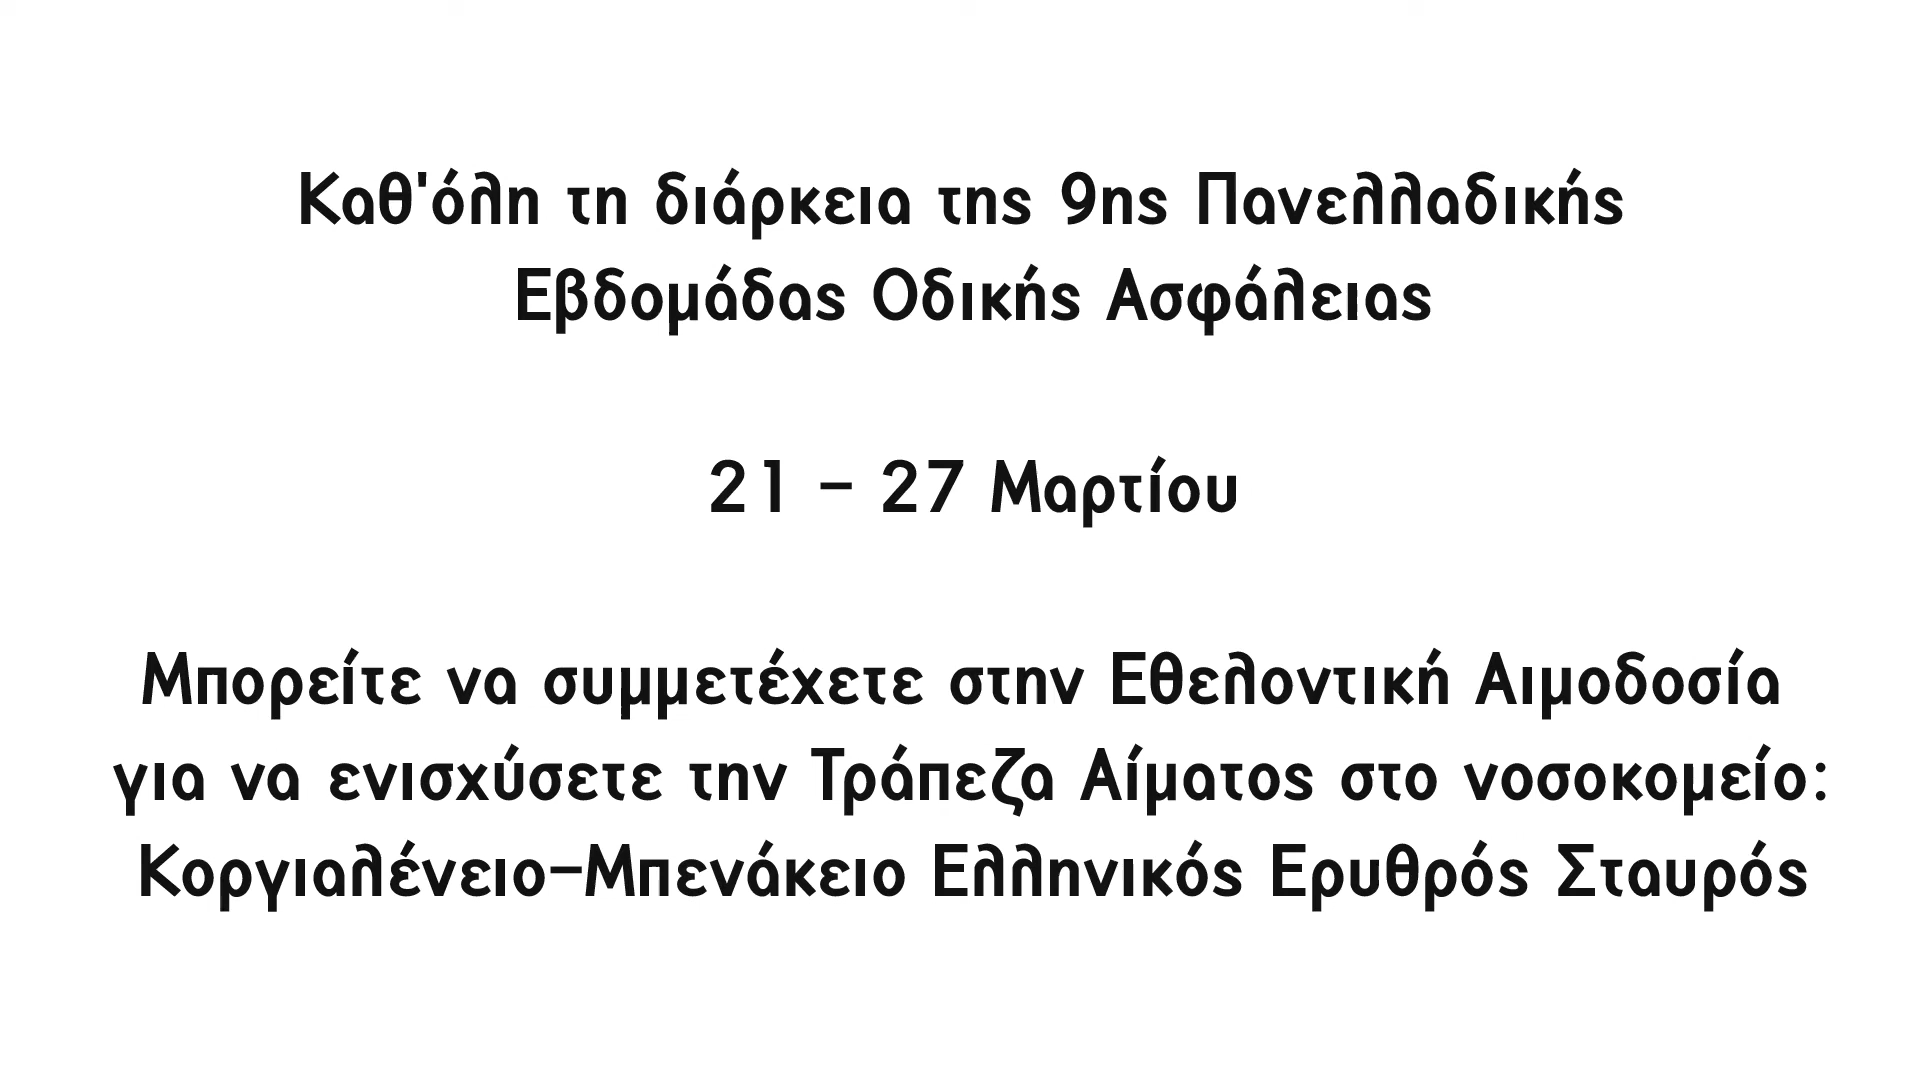 Καθ'όλη τη διάρκεια της 9ης Πανελλαδικής
Εβδομάδας Οδικής Ασφάλειας
21 – 27 Μαρτίου
Μπορείτε να συμμετέχετε στην Εθελοντική Αιμοδοσία
για να ενισχύσετε την Τράπεζα Αίματος στο νοσοκομείο:
Κοργιαλένειο–Μπενάκειο Ελληνικός Ερυθρός Σταυρός